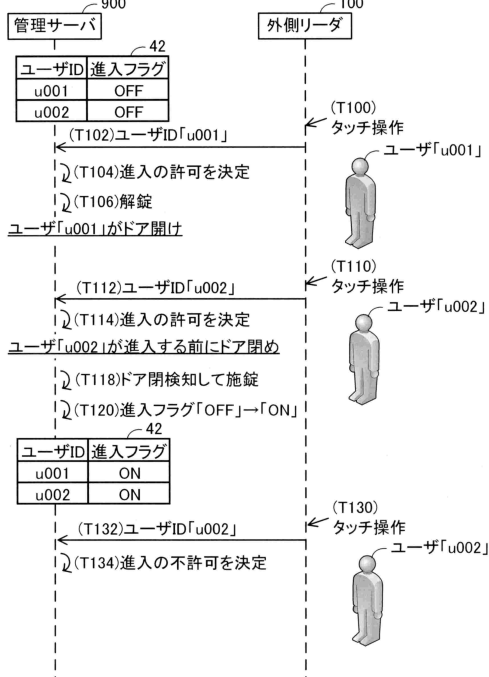 900
100
管理サーバ
外側リーダ
42
ユーザID 進入フラグ
u001 OFF
u002 OFF
(T100)
タッチ操作
(T102)ユーザID「u001」
ユーザ「u001」
(T104)進入の許可を決定
(T106)解錠
ユーザ「u001」がドア開け
(T110)
タッチ操作
(T112)ユーザID「u002」
ユーザ「u002」
(T114)進入の許可を決定
ユーザ「u002」が進入する前にドア閉め
(T118)ドア閉検知して施錠
(T120)進入フラグ「OFF」→「ON」
42
ユーザID 進入フラグ
u001 ON
u002 ON
(T130)
タッチ操作
(T132)ユーザID「u002」
ユーザ「u002」
(T134)進入の不許可を決定